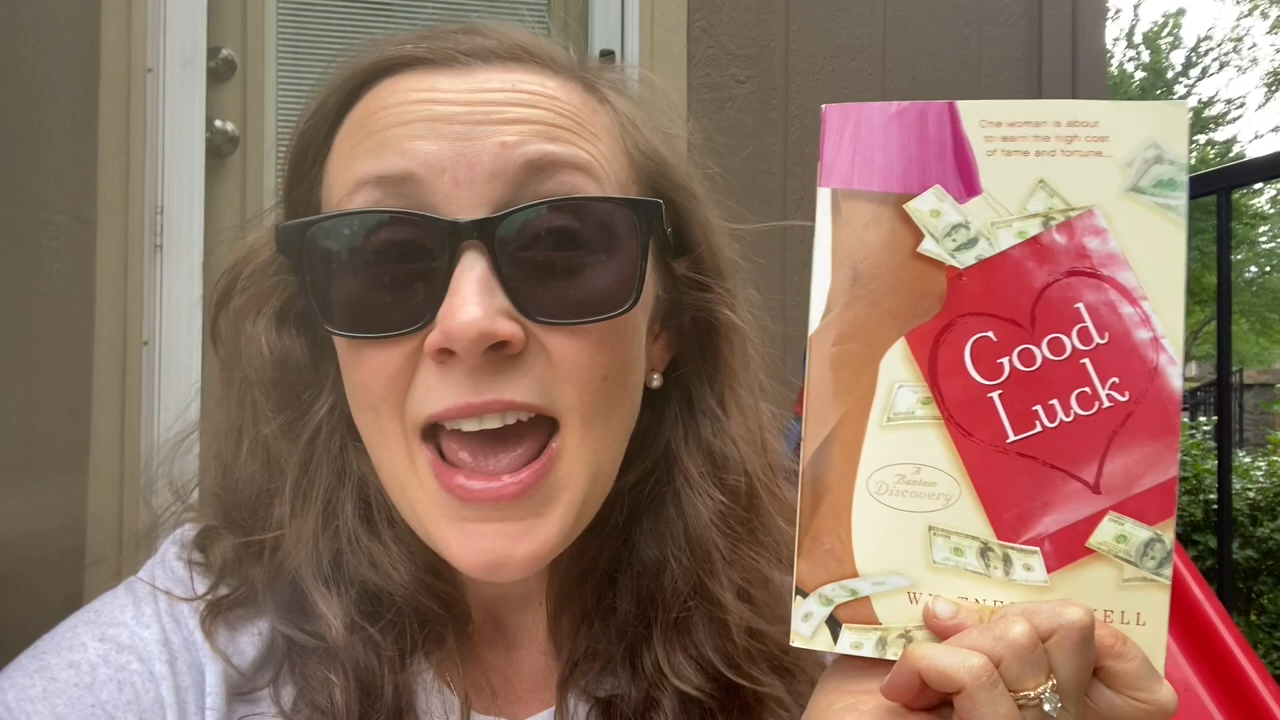 One woman is about
to learn the high cost
of fame and fortune...
Good
Luck
A
Bantam
Discovery